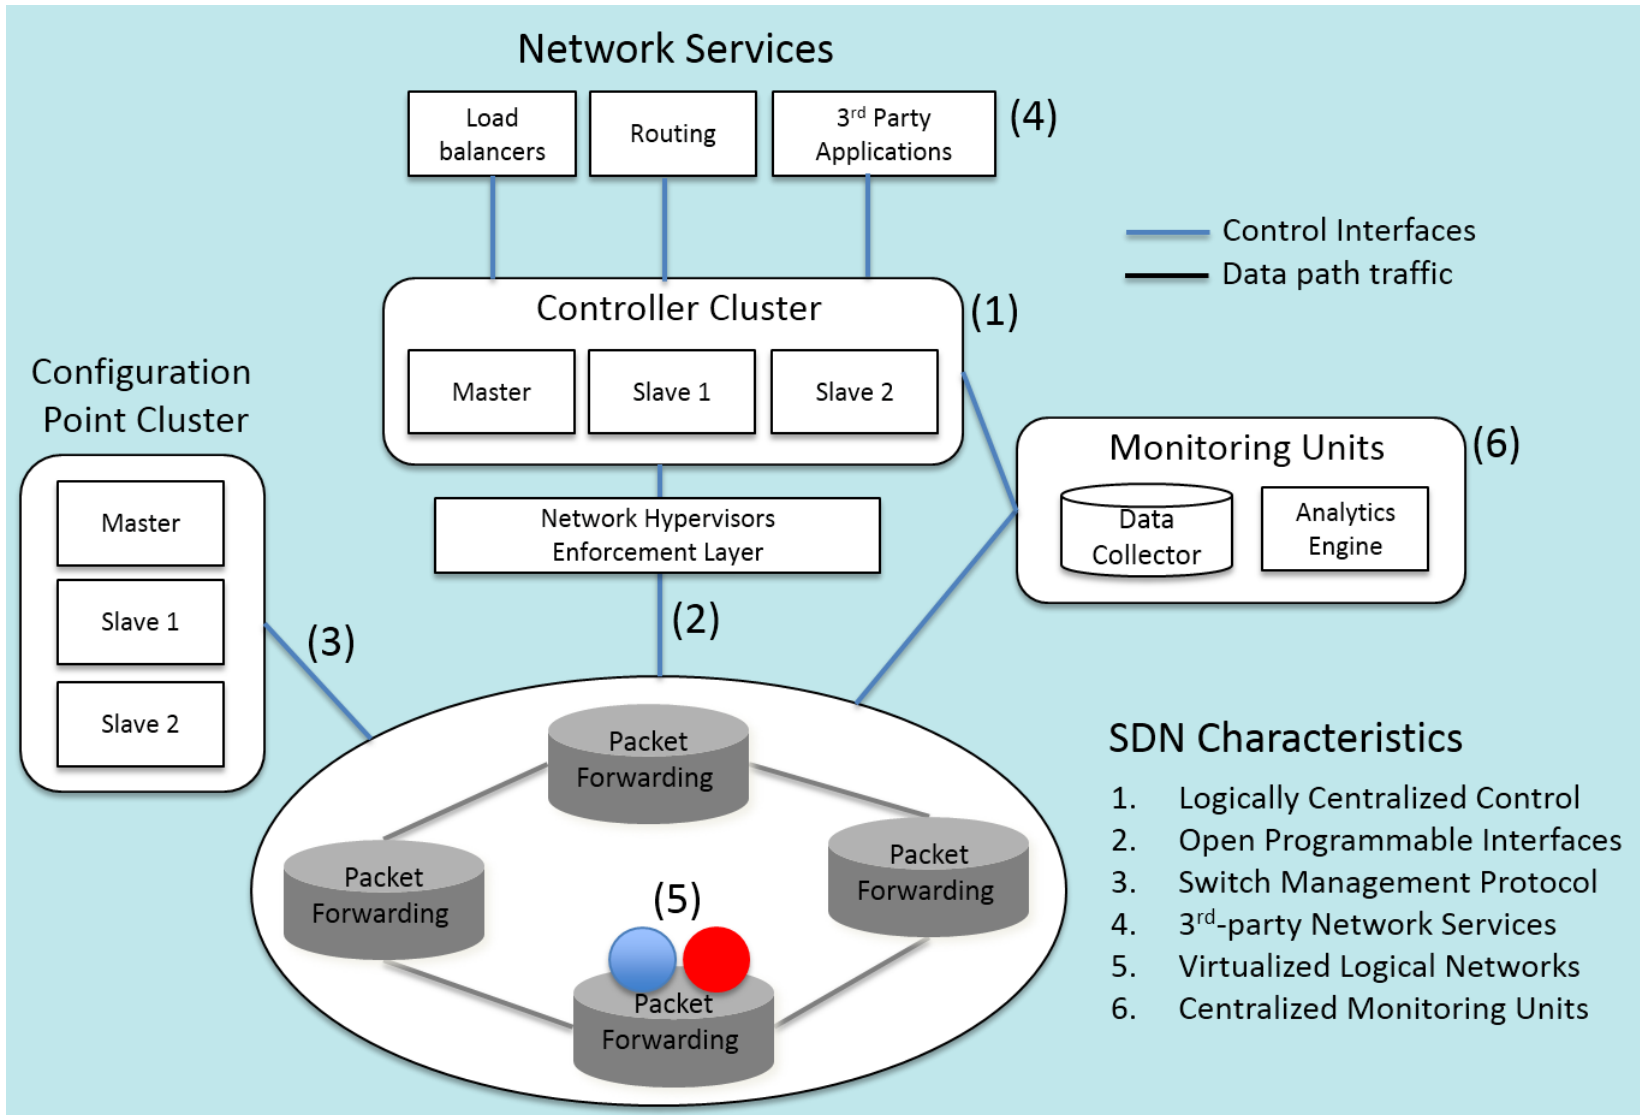 Network Services
Load
balancers
Routing
3rd Party
Applications
(4)
Control Interfaces
Data path traffic
Controller Cluster
(1)
Master
Slave 1
Slave 2
Configuration
Point Cluster
Master
Slave 1
Slave 2
(3)
Network Hypervisors
Enforcement Layer
(2)
Monitoring Units
(6)
Data
Collector
Analytics
Engine
Packet
Forwarding
Packet
Forwarding
Packet
Forwarding
(5)
Packet
Forwarding
SDN Characteristics
1. Logically Centralized Control
2. Open Programmable Interfaces
3. Switch Management Protocol
4. 3rd-party Network Services
5. Virtualized Logical Networks
6. Centralized Monitoring Units